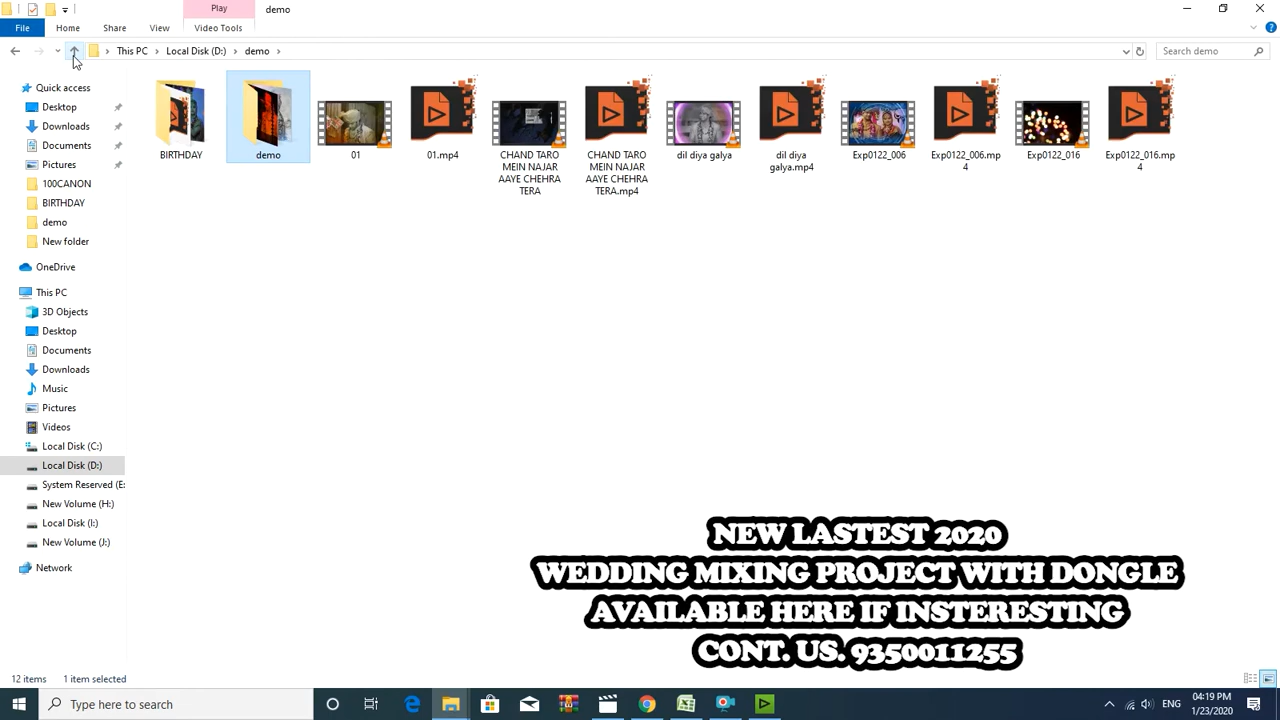 Play
demo
File
Home
Share
View
Video Tools
This PC
Local Disk (D:)
demo
Search demo
Quick access
Desktop
Downloads
Documents
Pictures
100CANON
BIRTHDAY
demo
New folder
OneDrive
This PC
3D Objects
Desktop
Documents
Downloads
Music
Pictures
Videos
Local Disk (C:)
Local Disk (D:)
System Reserved (E:
New Volume (H:)
Local Disk (I:)
New Volume (J:)
Network
BIRTHDAY
demo
01
01.mp4
CHAND TARO
MEIN NAJAR
AAYE CHEHRA
TERA
CHAND TARO
MEIN NAJAR
AAYE CHEHRA
TERA.mp4
dil diya galya
dil diya
galya.mp4
Exp0122_006
Exp0122_006.mp
4
Exp0122_016
Exp0122_016.mp
4
NEW LASTEST 2020
WEDDING MIXING PROJECT WITH DONGLE
AVAILABLE HERE IF INSTERESTING
CONT. US. 9350011255
12 items
1 item selected
Type here to search
ENG
04:19 PM
1/23/2020